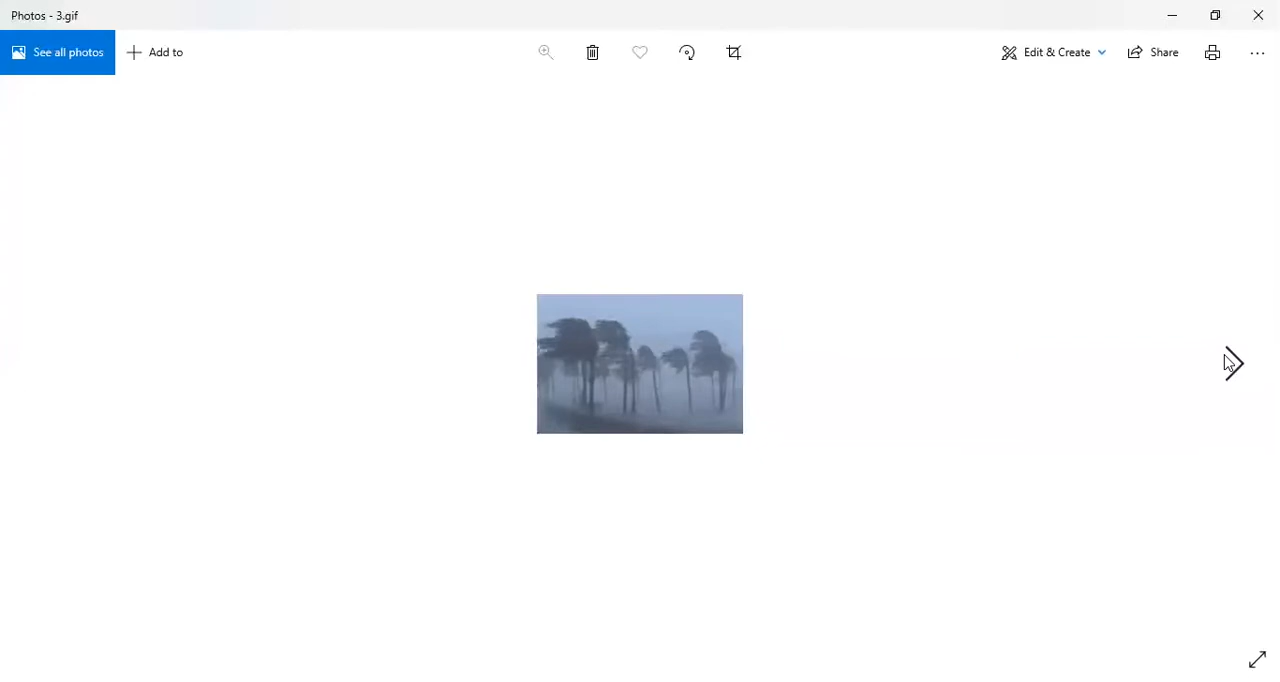 Photos - 3.gif
See all photos
Add to
Edit & Create
Share